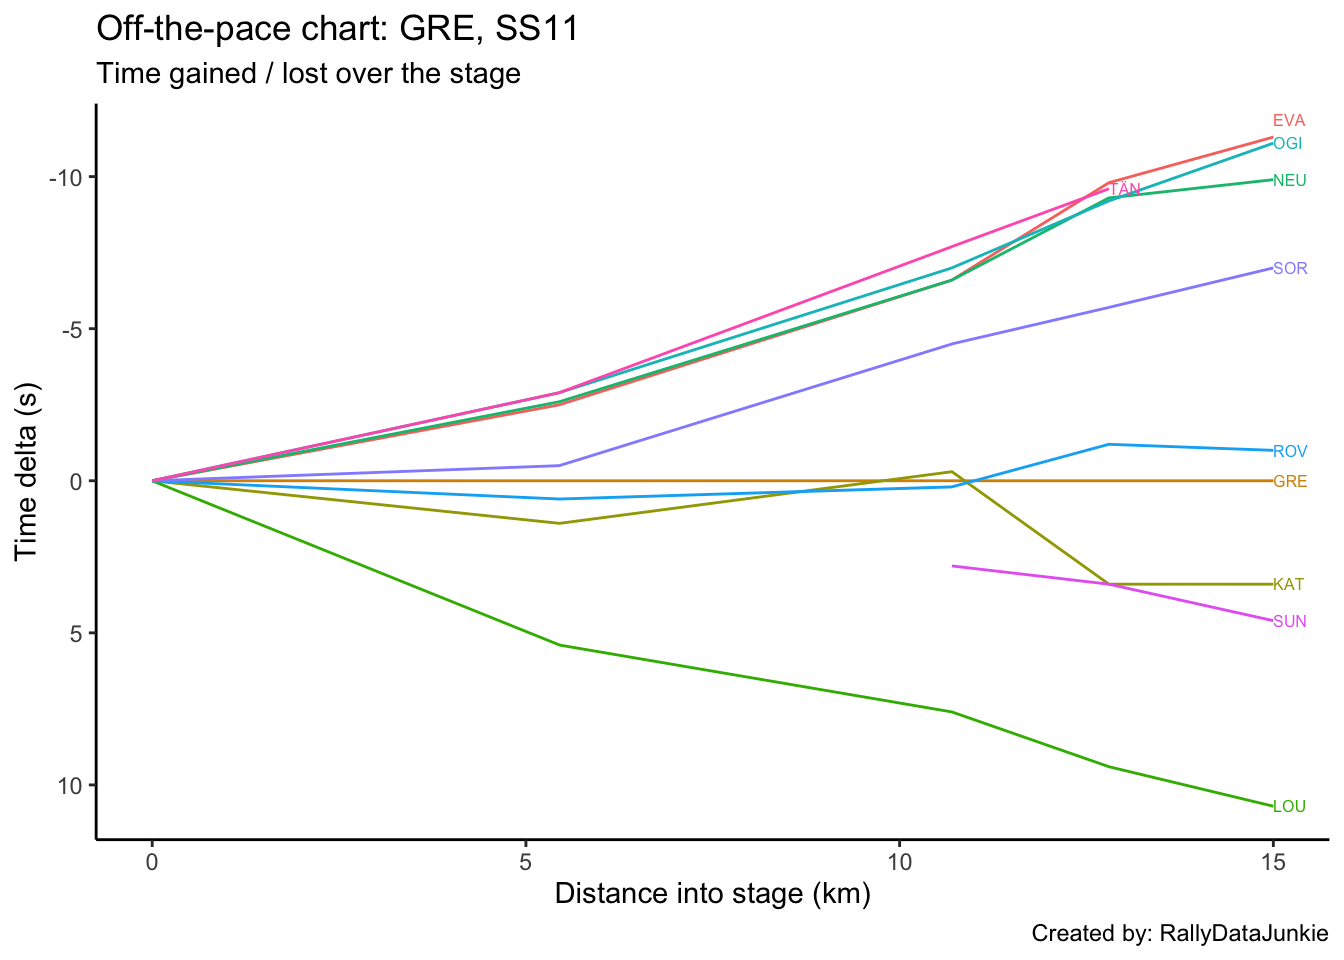 Off-the-pace chart: GRE, SS11
Time gained / lost over the stage
EVA
OGI
-10
NEU
TÄN
SOR
-5
ROV
0
GRE
KAT
SUN
5
10
LOU
Time delta (s)
0 5 10 15
Distance into stage (km)
Created by: RallyDataJunkie